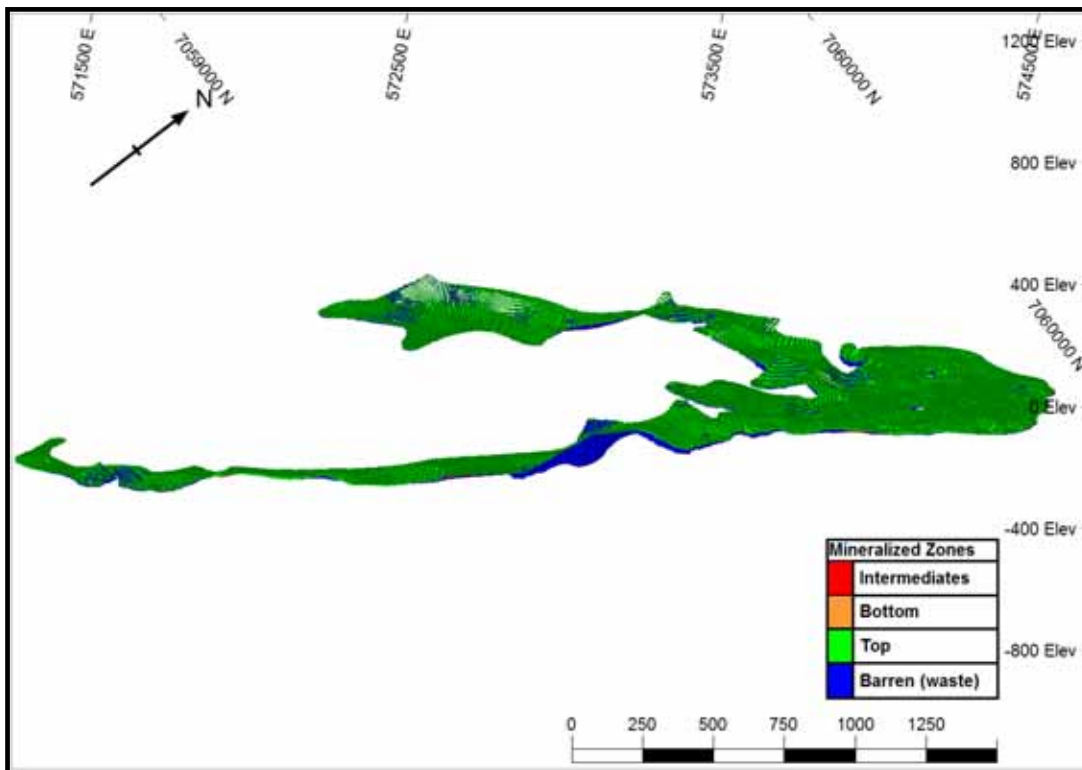 571500 E
7059000 N
572500 E
573500 E
7060000 N
574500 E
1200 Elev
N
800 Elev
400 Elev
7060000 N
0 Elev
-400 Elev
Mineralized Zones
Intermediates
Bottom
Top
Barren (waste)
-800 Elev
0 250 500 750 1000 1250